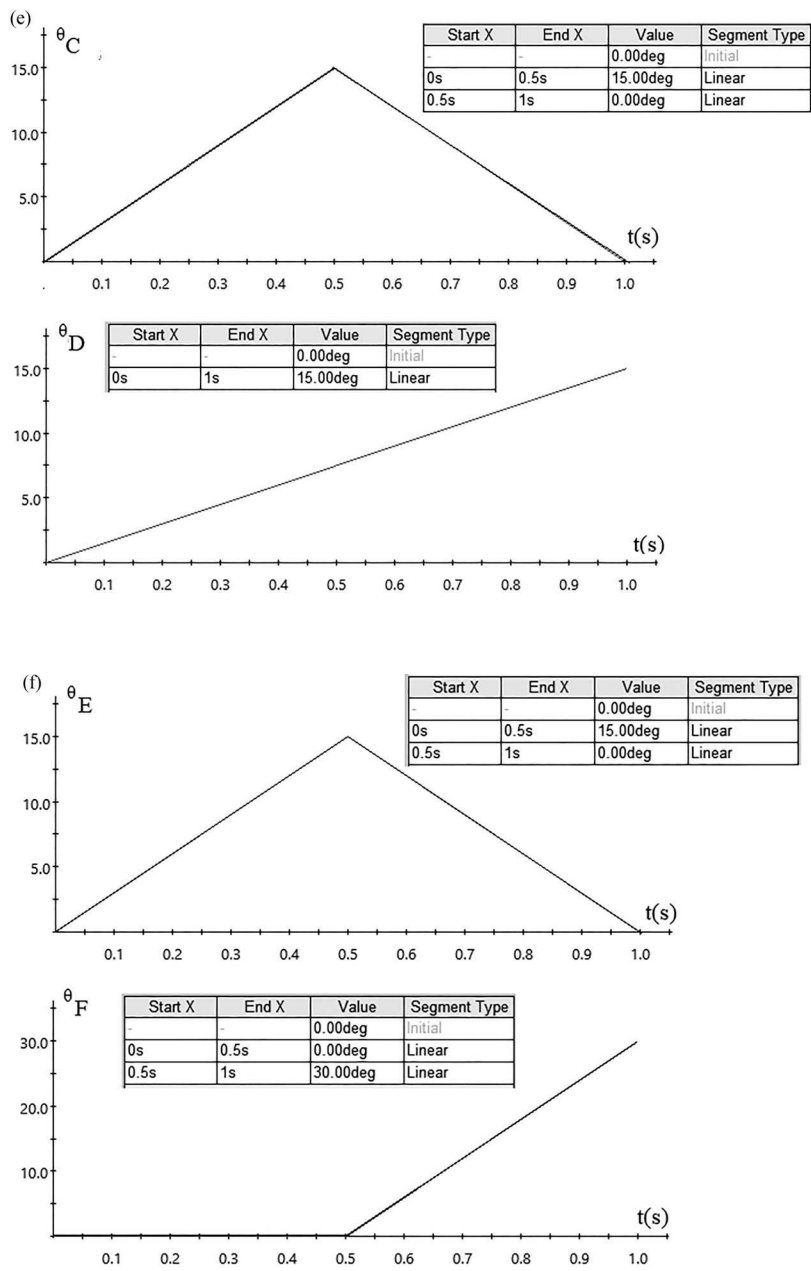 (e)
θC
Start X End X Value Segment Type
- - 0.00deg Initial
0s 0.5s 15.00deg Linear
0.5s 1s 0.00deg Linear
15.0
10.0
5.0
t(s)
0.1 0.2 0.3 0.4 0.5 0.6 0.7 0.8 0.9 1.0
θD
Start X End X Value Segment Type
- - 0.00deg Initial
0s 1s 15.00deg Linear
15.0
10.0
5.0
t(s)
0.1 0.2 0.3 0.4 0.5 0.6 0.7 0.8 0.9 1.0
(f)
θE
Start X End X Value Segment Type
- - 0.00deg Initial
0s 0.5s 15.00deg Linear
0.5s 1s 0.00deg Linear
15.0
10.0
5.0
t(s)
0.1 0.2 0.3 0.4 0.5 0.6 0.7 0.8 0.9 1.0
θF
Start X End X Value Segment Type
- - 0.00deg Initial
0s 0.5s 0.00deg Linear
0.5s 1s 30.00deg Linear
30.0
20.0
10.0
t(s)
0.1 0.2 0.3 0.4 0.5 0.6 0.7 0.8 0.9 1.0